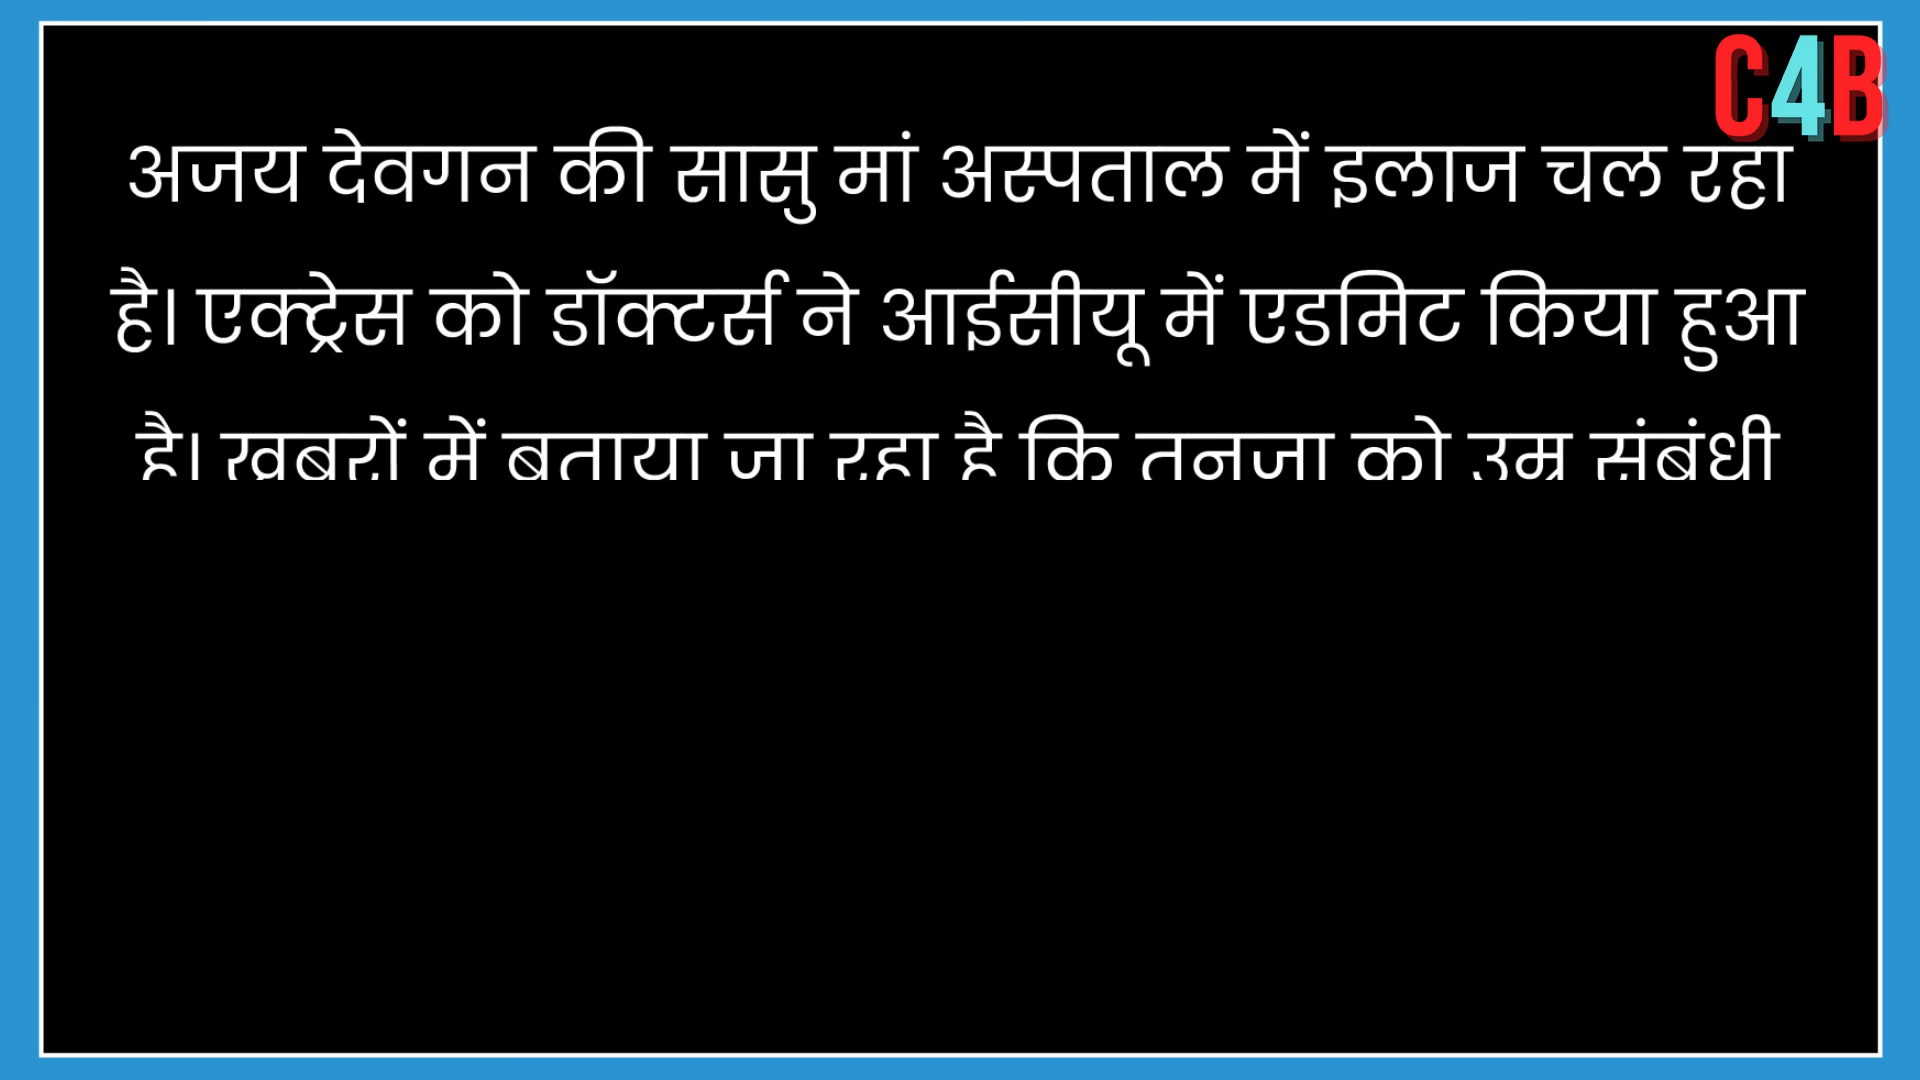 C4B
अजय देवगन की सासु मां अस्पताल में इलाज चल रहा
है। एक्ट्रेस को डॉक्टर्स ने आईसीयू में एडमिट किया हुआ
है। खबरों में बताया जा रहा है कि तनुजा को उम्र संबंधी